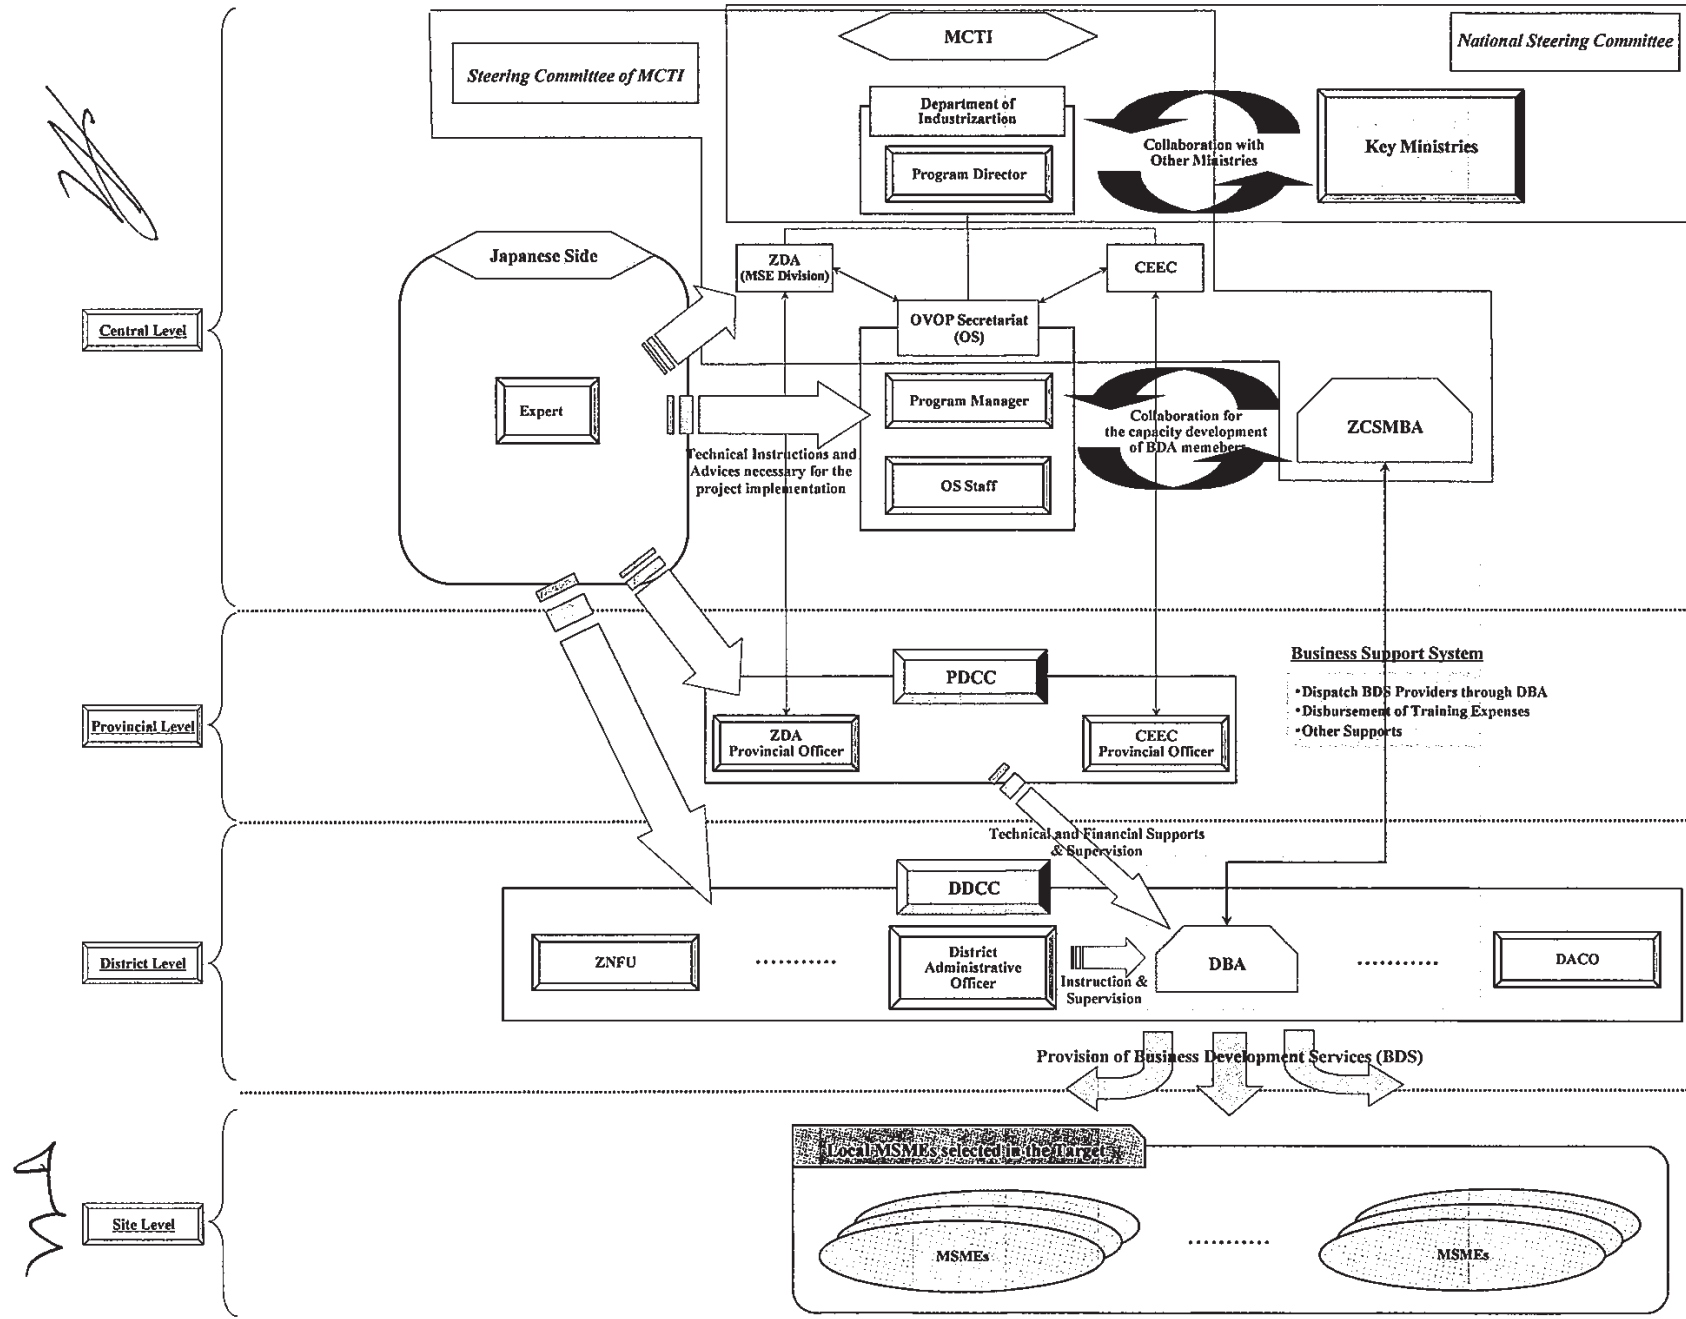 MCTI
National Steering Committee
Steering Committee of MCTI
Department of
Industrizartion
Program Director
Collaboration with
Other Ministries
Key Ministries
Japanese Side
ZDA
(MSE Division)
CEEC
OVOP Secretariat
(OS)
Central Level
Expert
Program Manager
Collaboration for
the capacity development
of BDA memebers
ZCSMBA
Technical Instructions and
Advices necessary for the
project implementation
OS Staff
Business Support System
•Dispatch BDS Providers through DBA
•Disbursement of Training Expenses
•Other Supports
Provincial Level
PDCC
ZDA
Provincial Officer
CEEC
Provincial Officer
Technical and Financial Supports
& Supervision
DDCC
District Level
ZNFU
..........
District
Administrative
Officer
Instruction &
Supervision
DBA
..........
DACO
Provision of Business Development Services (BDS)
Local MSMEs selected in the Target
Site Level
MSMEs
..........
MSMEs